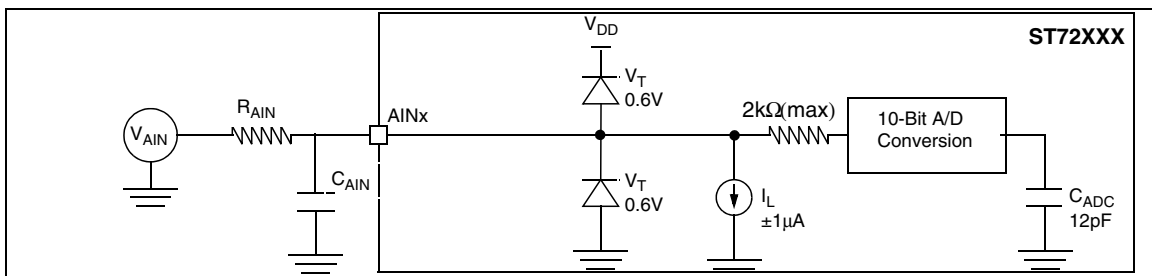 ST72XXX
V_DD
V_T
0.6V
R_AIN
AINx
2kΩ(max)
10-Bit A/D
Conversion
V_AIN
C_AIN
V_T
0.6V
I_L
±1μA
C_ADC
12pF